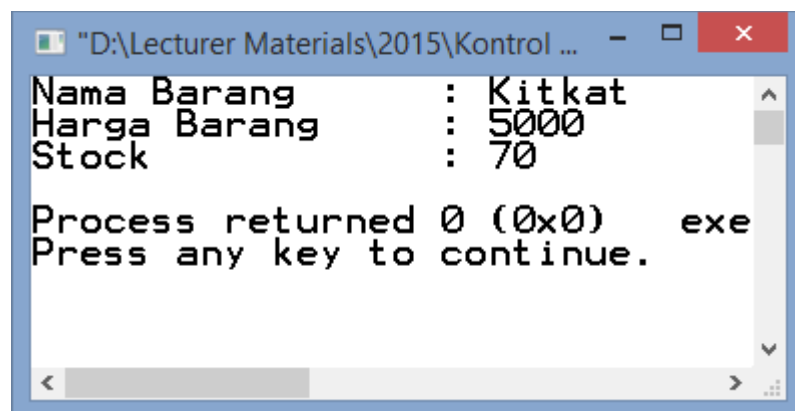 "D:\Lecturer Materials\2015\Kontrol ...
Nama Barang : Kitkat
Harga Barang : 5000
Stock : 70
Process returned 0 (0x0) exe
Press any key to continue.